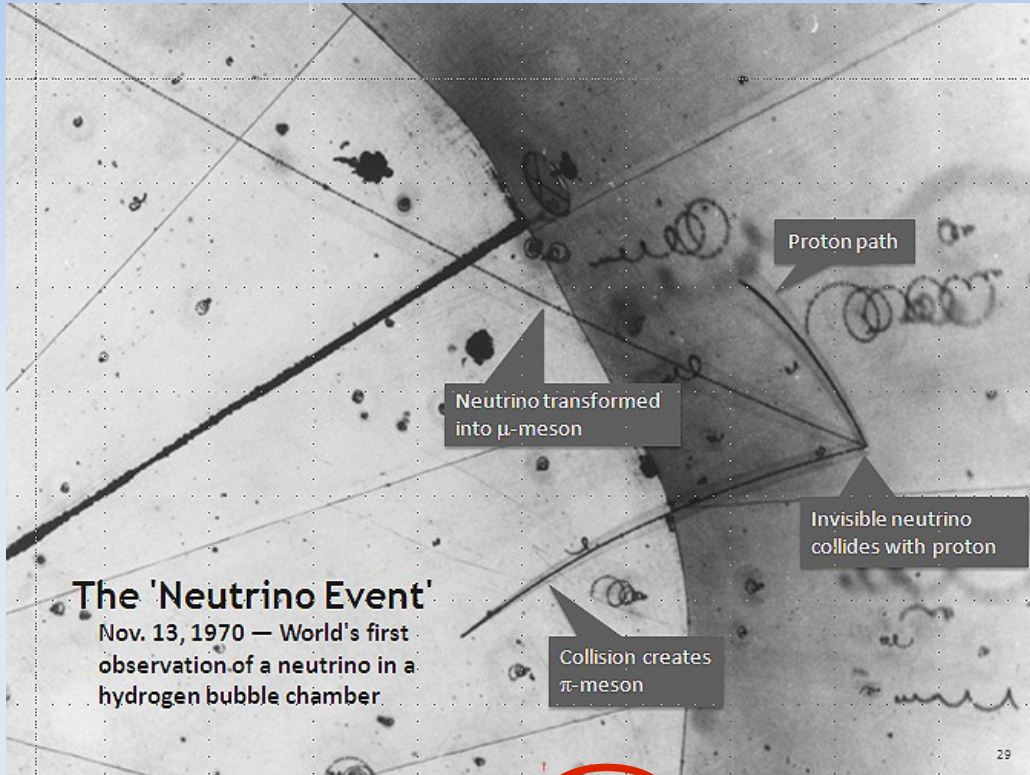 Proton path
Neutrino transformed
into μ-meson
Invisible neutrino
collides with proton
The 'Neutrino Event'
Nov. 13, 1970 — World's first
observation of a neutrino in a
hydrogen bubble chamber
Collision creates
π-meson
29